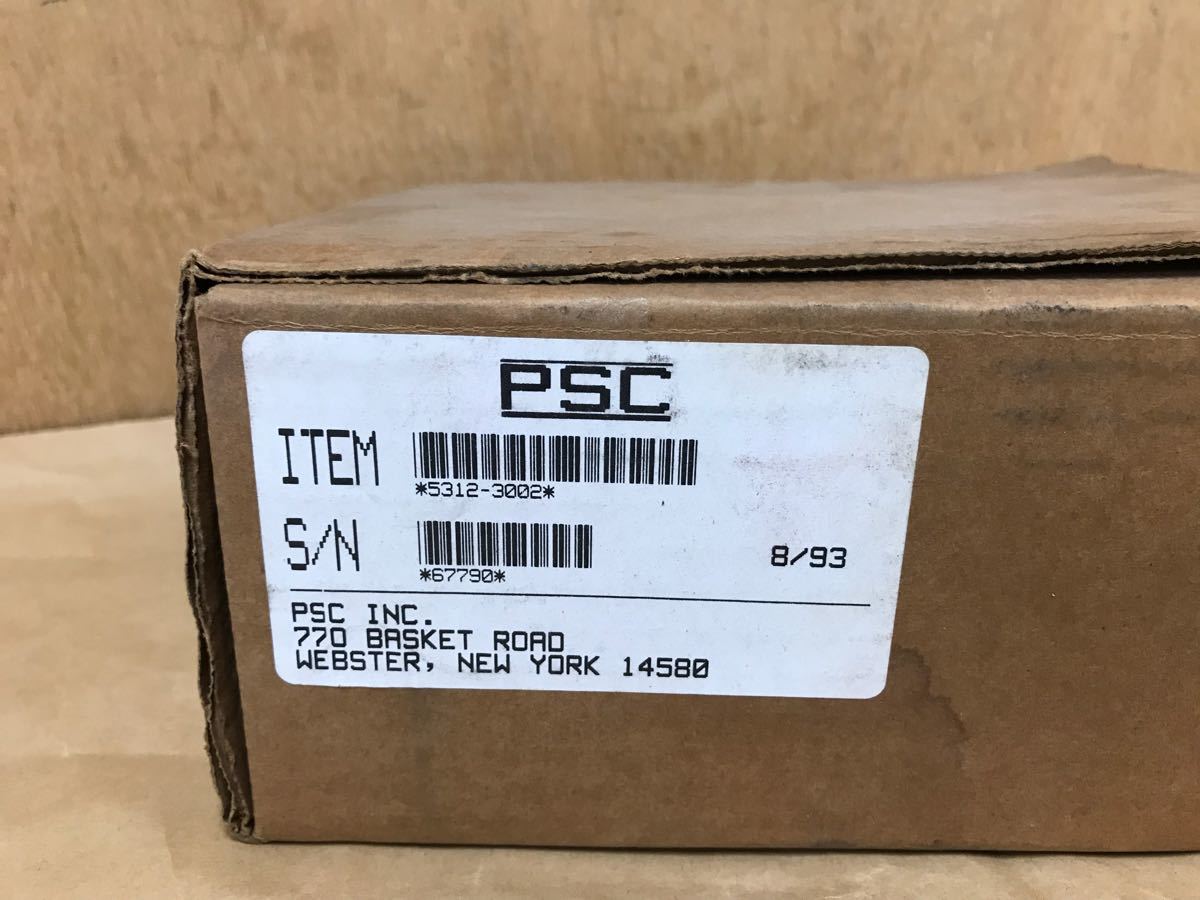 PSC
ITEM
*5312-3002*
S/N
*67790*
8/93
PSC INC.
770 BASKET ROAD
WEBSTER, NEW YORK 14580